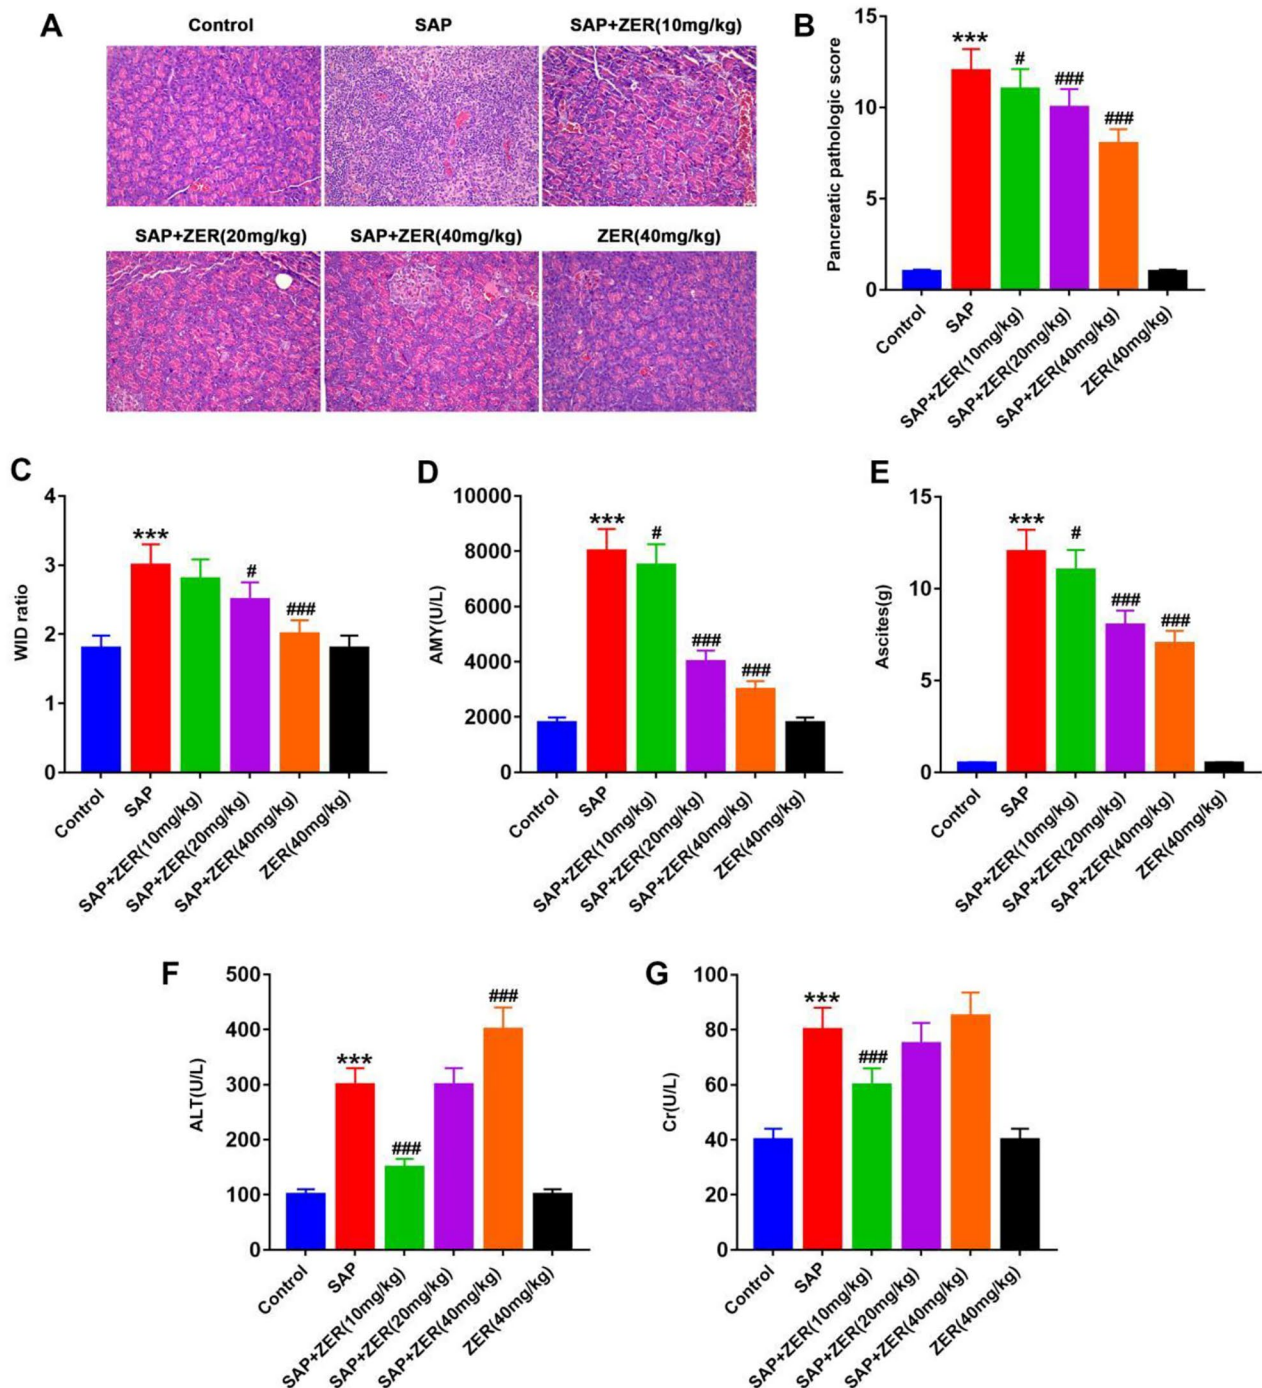 A
Control
SAP
SAP+ZER(10mg/kg)
SAP+ZER(20mg/kg)
SAP+ZER(40mg/kg)
ZER(40mg/kg)
B
Pancreatic pathologic score
15
10
5
0
***
#
###
###
Control
SAP
SAP+ZER(10mg/kg)
SAP+ZER(20mg/kg)
SAP+ZER(40mg/kg)
ZER(40mg/kg)
C
WID ratio
4
3
2
1
0
***
#
###
Control
SAP
SAP+ZER(10mg/kg)
SAP+ZER(20mg/kg)
SAP+ZER(40mg/kg)
ZER(40mg/kg)
D
AMY(U/L)
10000
8000
6000
4000
2000
0
***
#
###
###
Control
SAP
SAP+ZER(10mg/kg)
SAP+ZER(20mg/kg)
SAP+ZER(40mg/kg)
ZER(40mg/kg)
E
Ascites(g)
15
10
5
0
***
#
###
###
Control
SAP
SAP+ZER(10mg/kg)
SAP+ZER(20mg/kg)
SAP+ZER(40mg/kg)
ZER(40mg/kg)
F
ALT(U/L)
500
400
300
200
100
0
***
###
###
Control
SAP
SAP+ZER(10mg/kg)
SAP+ZER(20mg/kg)
SAP+ZER(40mg/kg)
ZER(40mg/kg)
G
Cr(U/L)
100
80
60
40
20
0
***
###
Control
SAP
SAP+ZER(10mg/kg)
SAP+ZER(20mg/kg)
SAP+ZER(40mg/kg)
ZER(40mg/kg)